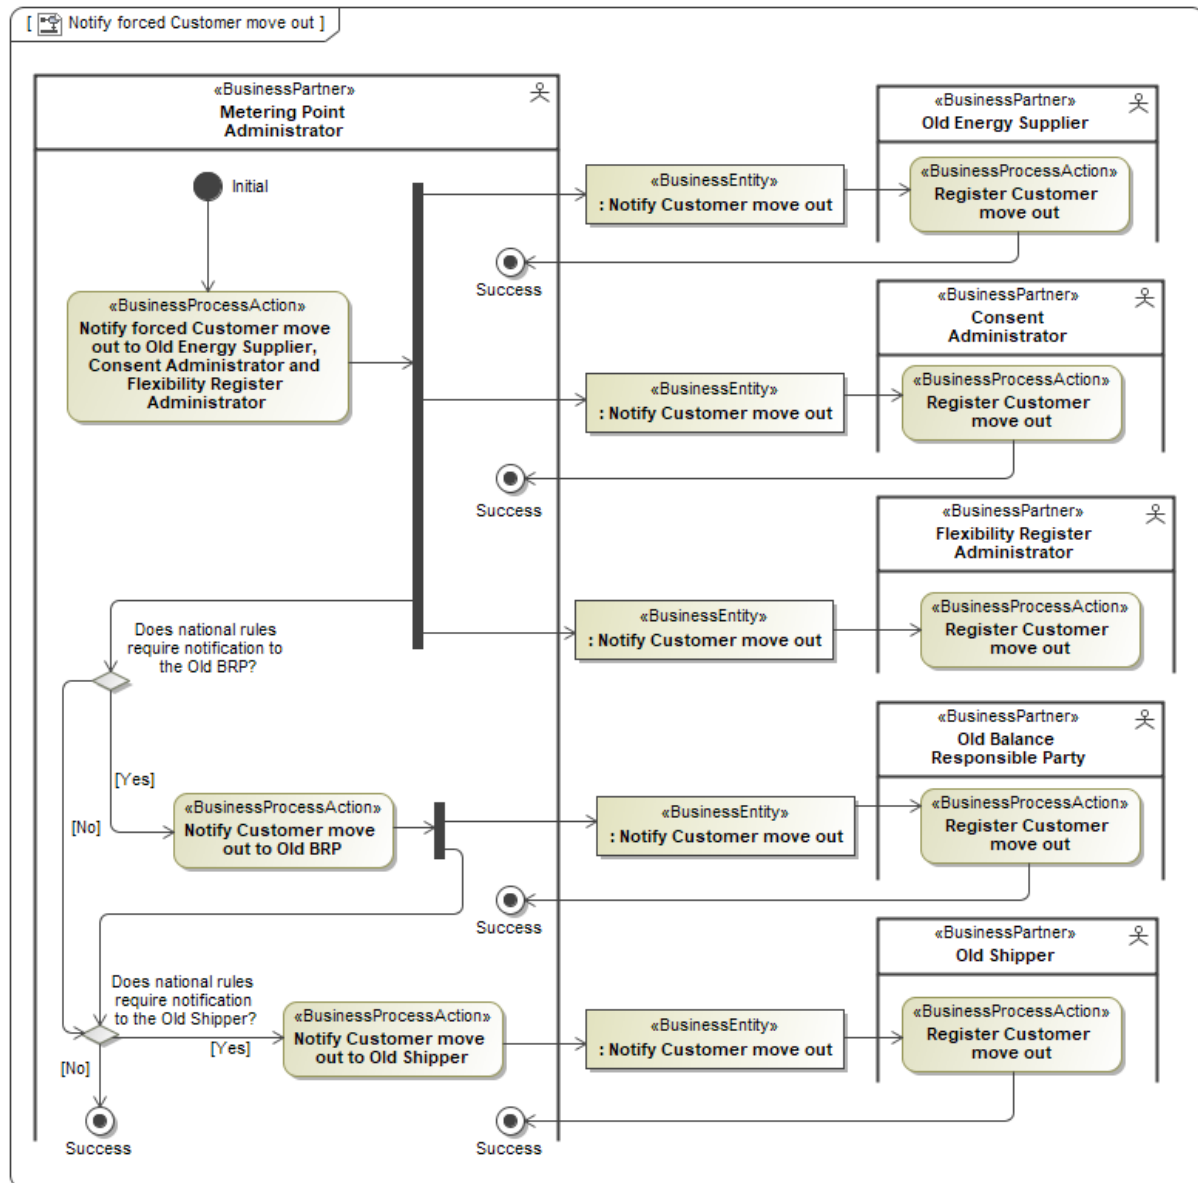 [ Notify forced Customer move out ]
«BusinessPartner»
Metering Point
Administrator
Initial
«BusinessProcessAction»
Notify forced Customer move
out to Old Energy Supplier,
Consent Administrator and
Flexibility Register
Administrator
«BusinessEntity»
: Notify Customer move out
«BusinessPartner»
Old Energy Supplier
«BusinessProcessAction»
Register Customer
move out
Success
«BusinessPartner»
Consent
Administrator
«BusinessEntity»
: Notify Customer move out
«BusinessProcessAction»
Register Customer
move out
Success
«BusinessPartner»
Flexibility Register
Administrator
«BusinessEntity»
: Notify Customer move out
«BusinessProcessAction»
Register Customer
move out
Does national rules
require notification to
the Old BRP?
[Yes]
[No]
«BusinessProcessAction»
Notify Customer move
out to Old BRP
«BusinessEntity»
: Notify Customer move out
«BusinessPartner»
Old Balance
Responsible Party
«BusinessProcessAction»
Register Customer
move out
Success
Does national rules
require notification
to the Old Shipper?
[Yes]
[No]
«BusinessProcessAction»
Notify Customer move
out to Old Shipper
«BusinessEntity»
: Notify Customer move out
«BusinessPartner»
Old Shipper
«BusinessProcessAction»
Register Customer
move out
Success
Success